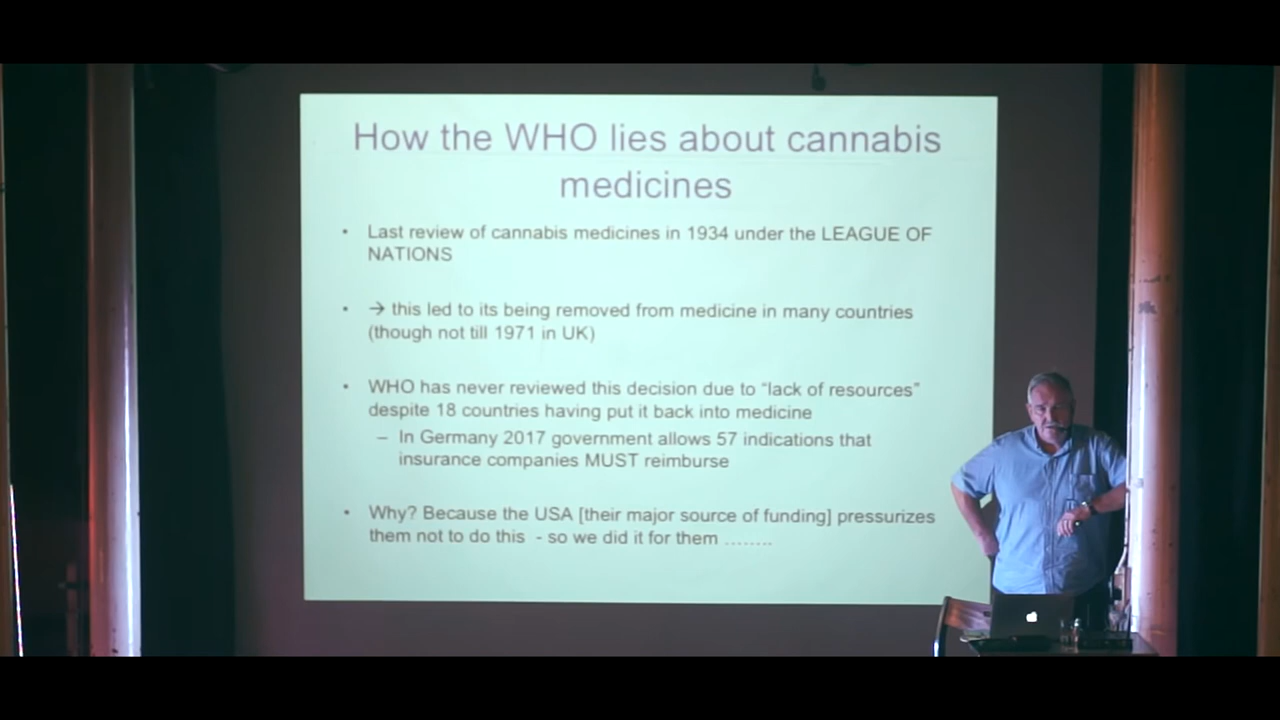 How the WHO lies about cannabis
medicines
• Last review of cannabis medicines in 1934 under the LEAGUE OF
NATIONS
• → this led to its being removed from medicine in many countries
(though not till 1971 in UK)
• WHO has never reviewed this decision due to “lack of resources”
despite 18 countries having put it back into medicine
– In Germany 2017 government allows 57 indications that
insurance companies MUST reimburse
• Why? Because the USA [their major source of funding] pressurizes
them not to do this - so we did it for them ........